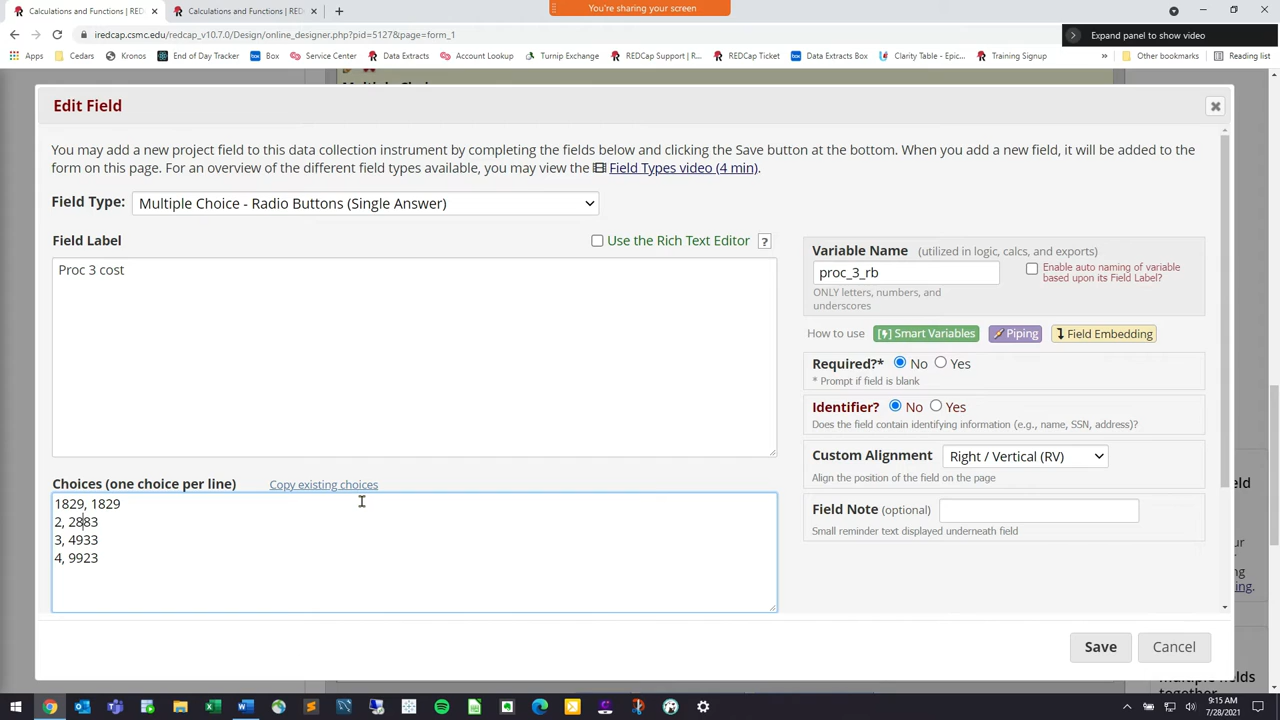 Calculations and Functions | RED
Calculations and Functions | RED
You're sharing your screen
iredcap.csmc.edu/redcap_v10.7.0/Design/online_designer.php?pid=5127&page=form_1
Expand panel to show video
Apps
Cedars
Kronos
End of Day Tracker
Box
Service Center
Data Extracts
Account Lookup
Turnip Exchange
REDCap Support | R...
REDCap Ticket
Data Extracts Box
Clarity Table - Epic...
Training Signup
Other bookmarks
Reading list
Edit Field
You may add a new project field to this data collection instrument by completing the fields below and clicking the Save button at the bottom. When you add a new field, it will be added to the
form on this page. For an overview of the different field types available, you may view the Field Types video (4 min).
Field Type: Multiple Choice - Radio Buttons (Single Answer)
Field Label
Use the Rich Text Editor ?
Proc 3 cost
Variable Name (utilized in logic, calcs, and exports)
proc_3_rb
Enable auto naming of variable
based upon its Field Label?
ONLY letters, numbers, and
underscores
How to use [⚡] Smart Variables Piping Field Embedding
Required?* No Yes
* Prompt if field is blank
Identifier? No Yes
Does the field contain identifying information (e.g., name, SSN, address)?
Custom Alignment Right / Vertical (RV)
Align the position of the field on the page
Field Note (optional)
Small reminder text displayed underneath field
Choices (one choice per line) Copy existing choices
1829, 1829
2, 2883
3, 4933
4, 9923
Save
Cancel
9:15 AM
7/28/2021